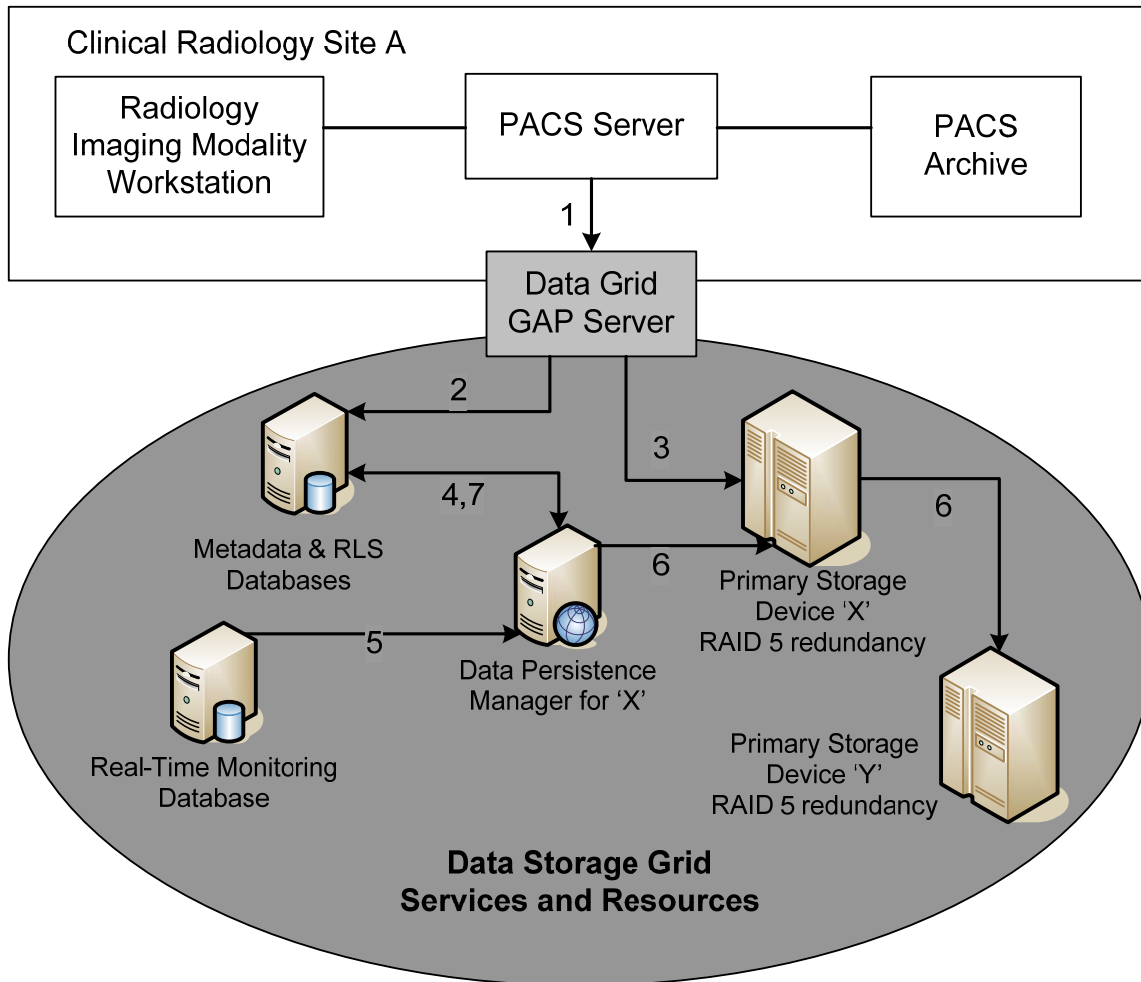 Clinical Radiology Site A
Radiology
Imaging Modality
Workstation
PACS Server
PACS
Archive
1
Data Grid
GAP Server
2
3
4,7
6
Metadata & RLS
Databases
6
Primary Storage
Device ‘X’
RAID 5 redundancy
5
Data Persistence
Manager for ‘X’
Real-Time Monitoring
Database
Primary Storage
Device ‘Y’
RAID 5 redundancy
Data Storage Grid
Services and Resources